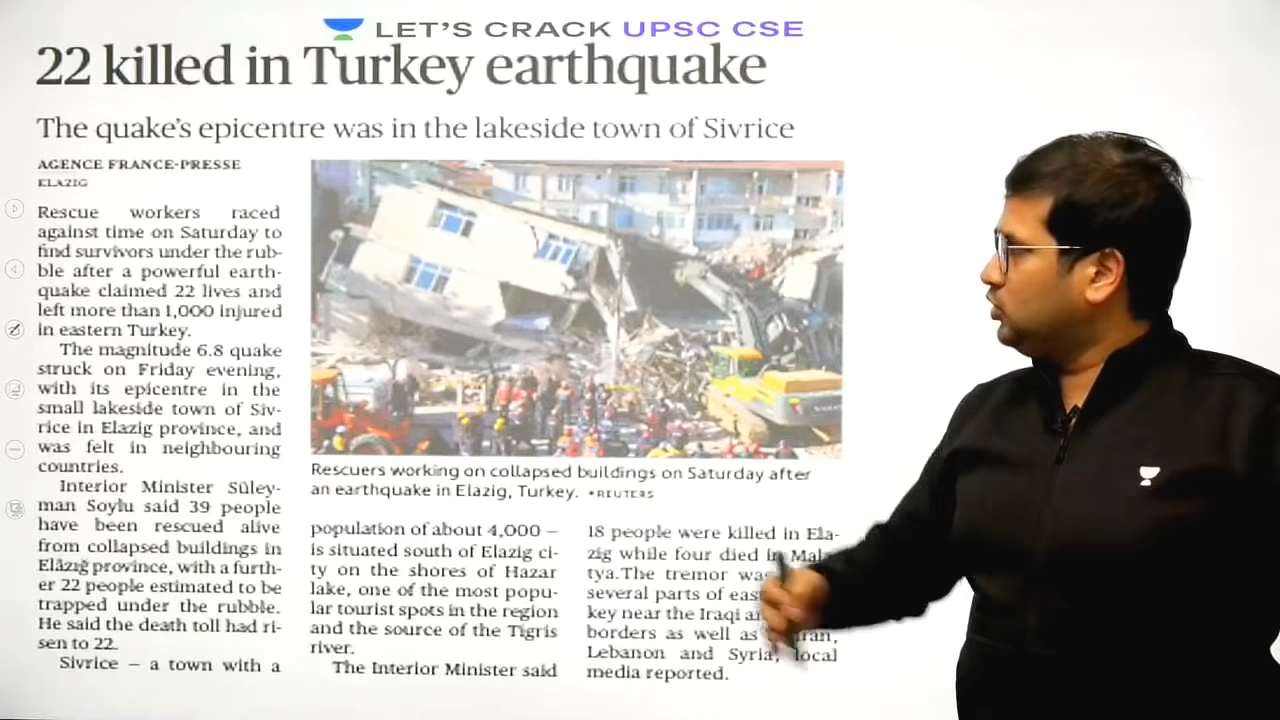 LET'S CRACK UPSC CSE
22 killed in Turkey earthquake
The quake's epicentre was in the lakeside town of Sivrice
AGENCE FRANCE-PRESSE
ELAZIG
Rescue workers raced
against time on Saturday to
find survivors under the rub-
ble after a powerful earth-
quake claimed 22 lives and
left more than 1,000 injured
in eastern Turkey.
The magnitude 6.8 quake
struck on Friday evening,
with its epicentre in the
small lakeside town of Siv-
rice in Elazig province, and
was felt in neighbouring
countries.
Interior Minister Süley-
man Soylu said 39 people
have been rescued alive
from collapsed buildings in
Elâzığ province, with a furth-
er 22 people estimated to be
trapped under the rubble.
He said the death toll had ri-
sen to 22.
Sivrice – a town with a
Rescuers working on collapsed buildings on Saturday after
an earthquake in Elazig, Turkey. •REUTERS
population of about 4,000 –
is situated south of Elazig ci-
ty on the shores of Hazar
lake, one of the most popu-
lar tourist spots in the region
and the source of the Tigris
river.
The Interior Minister said
18 people were killed in Ela-
zig while four died in Mala-
tya.The tremor was
several parts of east
key near the Iraqi
borders as well as
Lebanon and Syria, local
media reported.